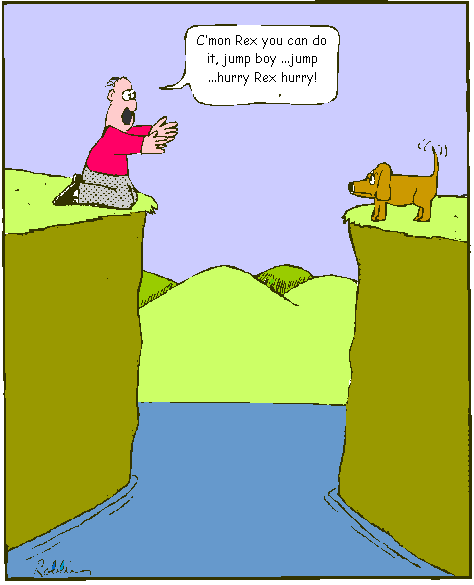 C'mon Rex you can do
it, jump boy ...jump
...hurry Rex hurry!